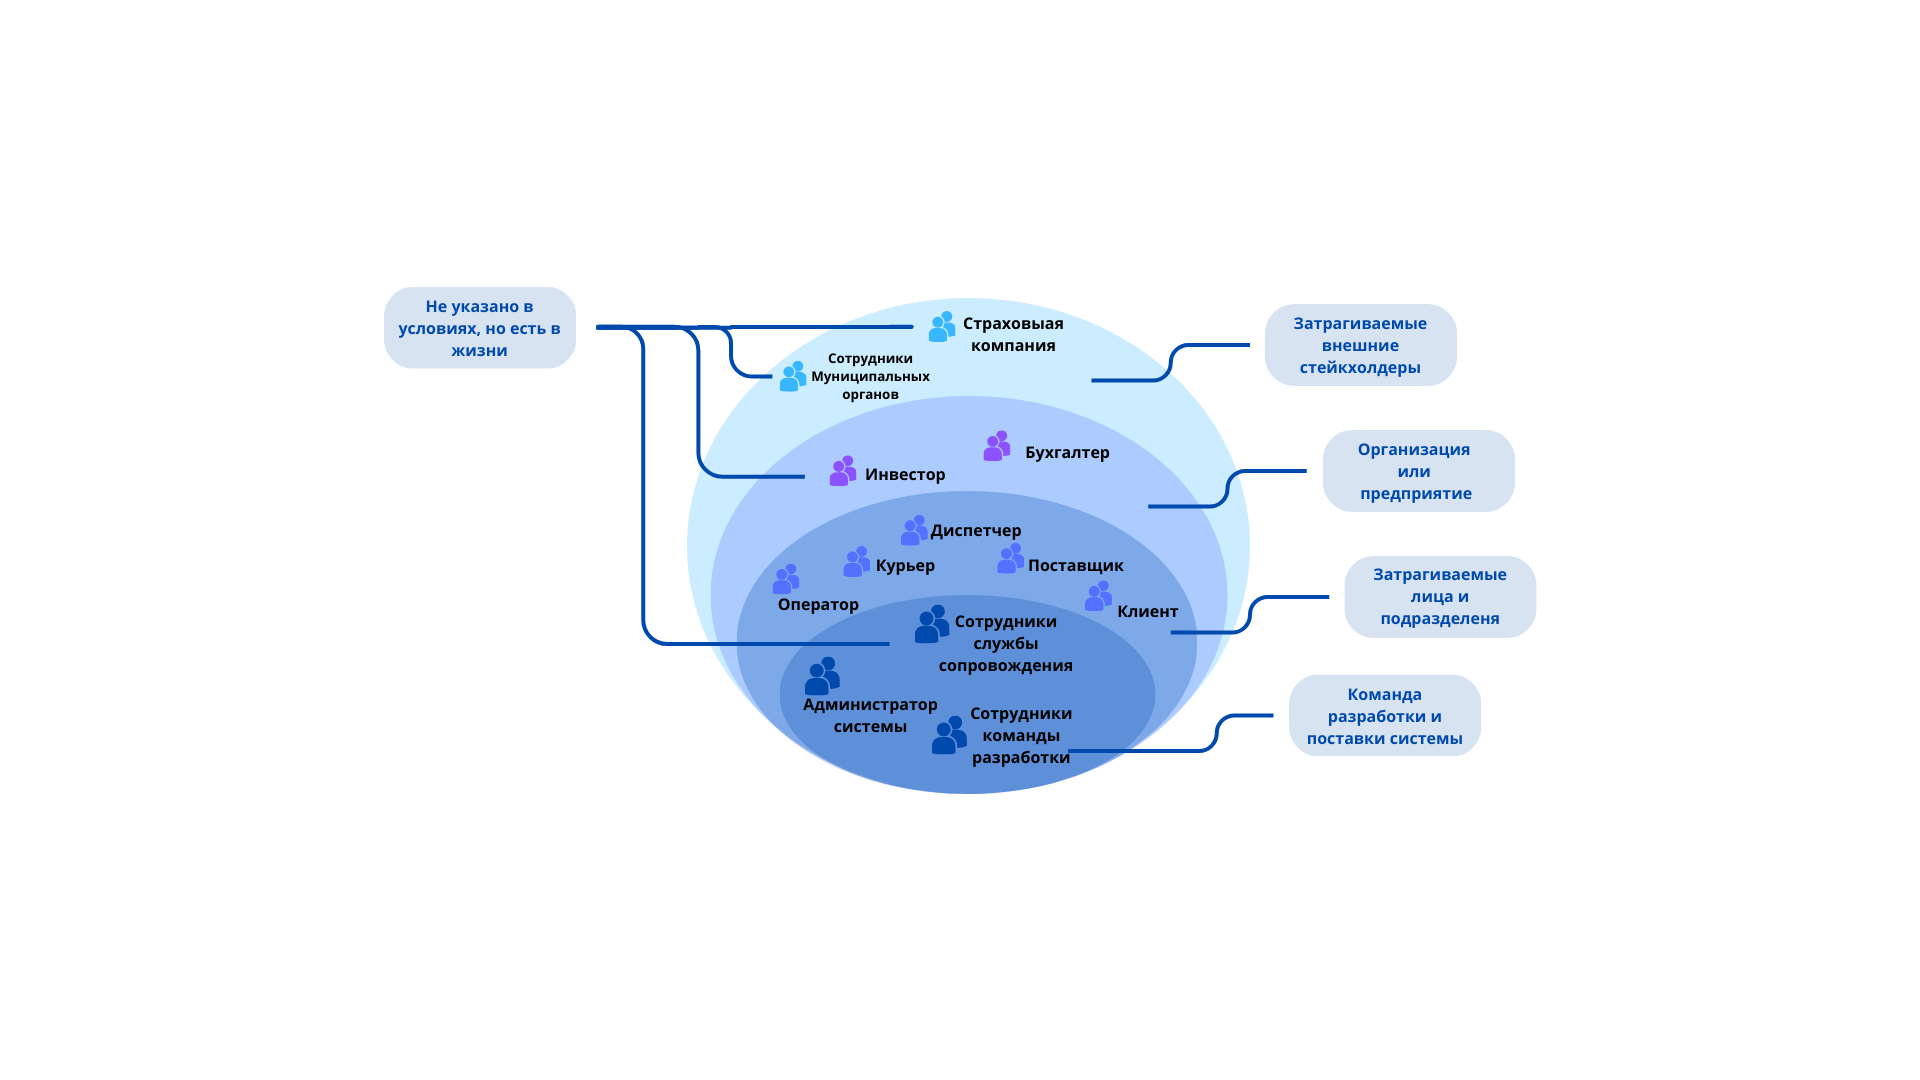 Не указано в
условиях, но есть в
жизни
Страховыая
компания
Сотрудники
Муниципальных
органов
Затрагиваемые
внешние
стейкхолдеры
Бухгалтер
Инвестор
Организация
или
предприятие
Диспетчер
Курьер
Поставщик
Оператор
Клиент
Затрагиваемые
лица и
подразделеня
Сотрудники
службы
сопровождения
Администратор
системы
Сотрудники
команды
разработки
Команда
разработки и
поставки системы